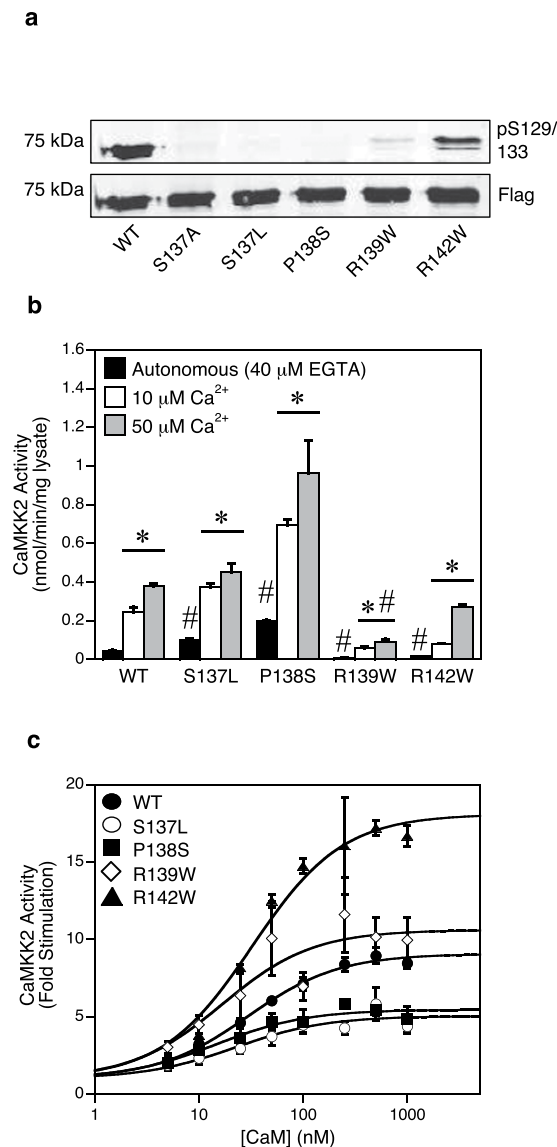 a
75 kDa
pS129/
133
75 kDa
Flag
WT
S137A
S137L
P138S
R139W
R142W
b
1.6
1.4
1.2
1
0.8
0.6
0.4
0.2
0
CaMKK2 Activity
(nmol/min/mg lysate)
Autonomous (40 μM EGTA)
10 μM Ca²⁺
50 μM Ca²⁺
* * * * *
# # # # #
WT S137L P138S R139W R142W
c
20
15
10
5
0
CaMKK2 Activity
(Fold Stimulation)
WT
S137L
P138S
R139W
R142W
1 10 100 1000
[CaM] (nM)